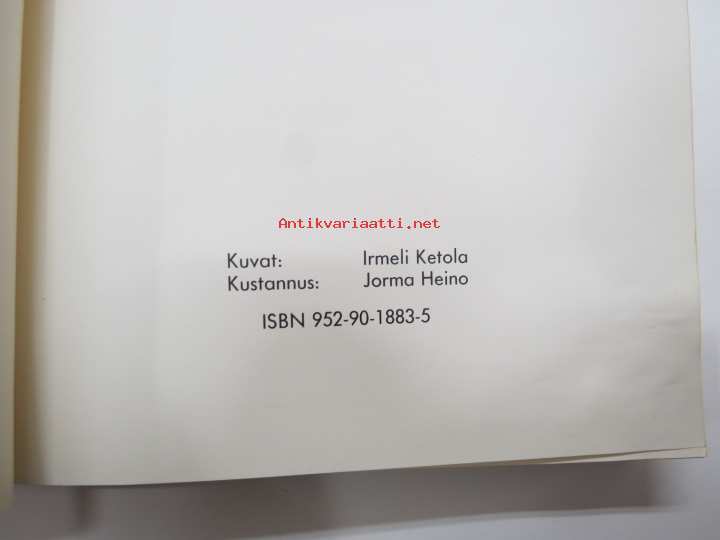 Antikvariaatti.net
Kuvat: Irmeli Ketola
Kustannus: Jorma Heino
ISBN 952-90-1883-5